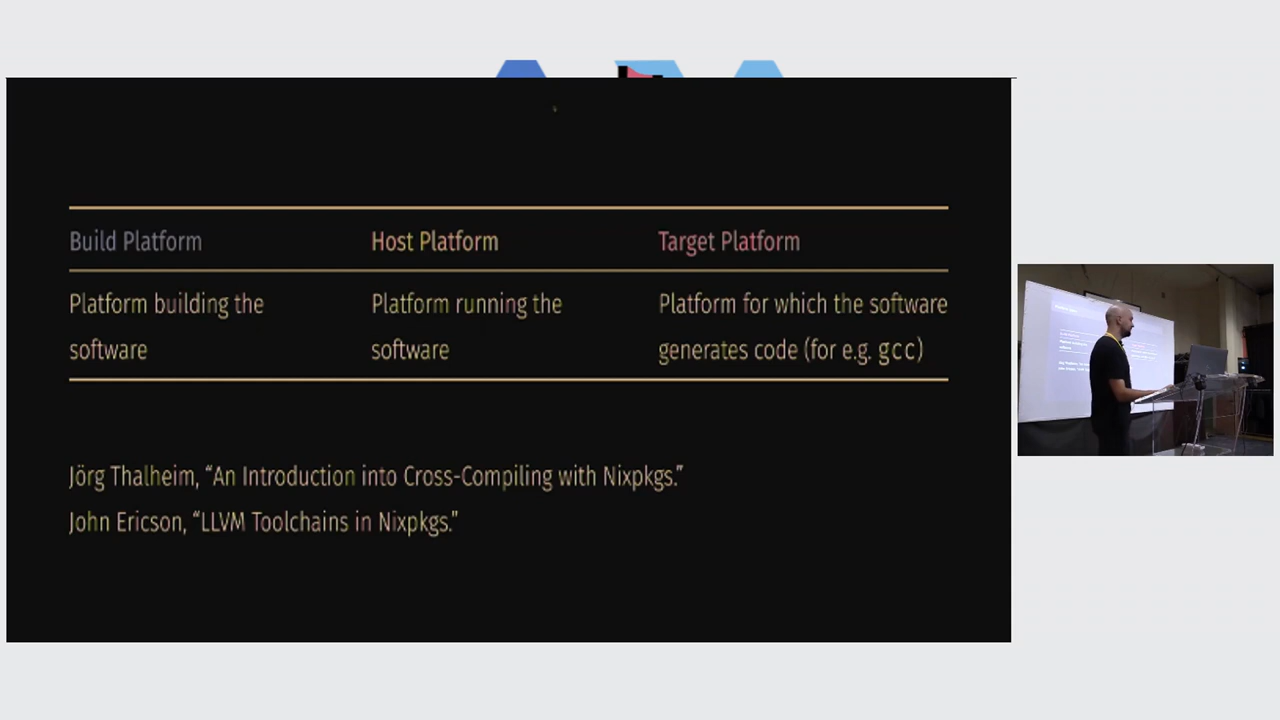 Build Platform Host Platform Target Platform
Platform building the Platform running the Platform for which the software
software software generates code (for e.g. gcc)
Jörg Thalheim, “An Introduction into Cross-Compiling with Nixpkgs.”
John Ericson, “LLVM Toolchains in Nixpkgs.”